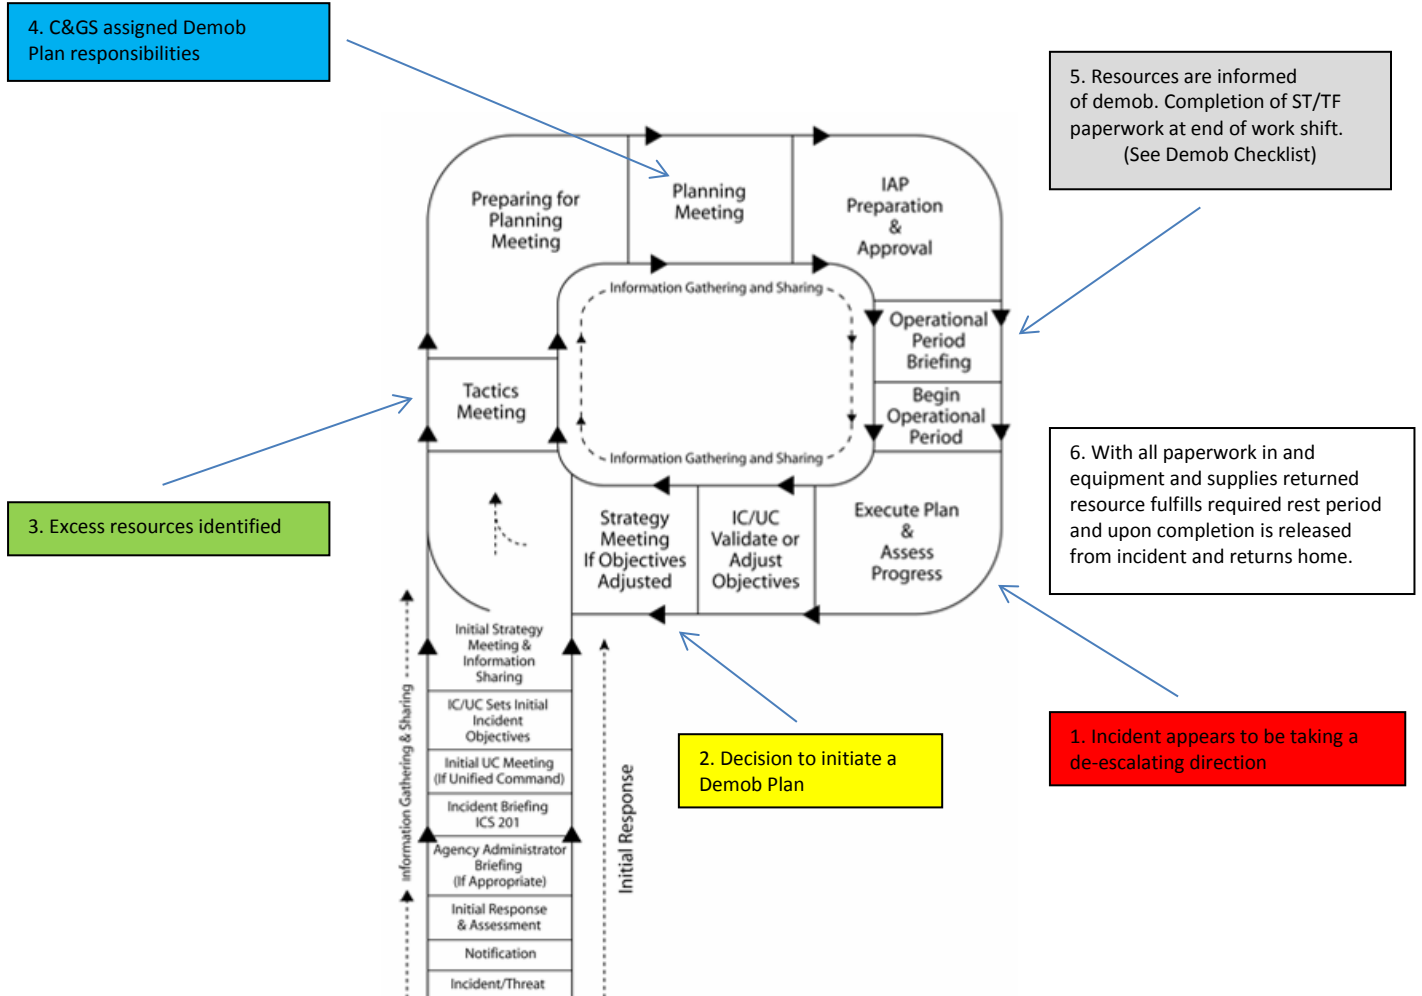 4. C&GS assigned Demob
Plan responsibilities
5. Resources are informed
of demob. Completion of ST/TF
paperwork at end of work shift.
(See Demob Checklist)
Preparing for
Planning
Meeting
Planning
Meeting
IAP
Preparation
&
Approval
Information Gathering and Sharing
Operational
Period
Briefing
Tactics
Meeting
Begin
Operational
Period
6. With all paperwork in and
equipment and supplies returned
resource fulfills required rest period
and upon completion is released
from incident and returns home.
Information Gathering and Sharing
3. Excess resources identified
Strategy
Meeting
If Objectives
Adjusted
IC/UC
Validate or
Adjust
Objectives
Execute Plan
&
Assess
Progress
Initial Strategy
Meeting &
Information
Sharing
IC/UC Sets Initial
Incident
Objectives
Initial UC Meeting
(If Unified Command)
Incident Briefing
ICS 201
Agency Administrator
Briefing
(If Appropriate)
Initial Response
& Assessment
Notification
Incident/Threat
Information Gathering & Sharing
Initial Response
2. Decision to initiate a
Demob Plan
1. Incident appears to be taking a
de-escalating direction